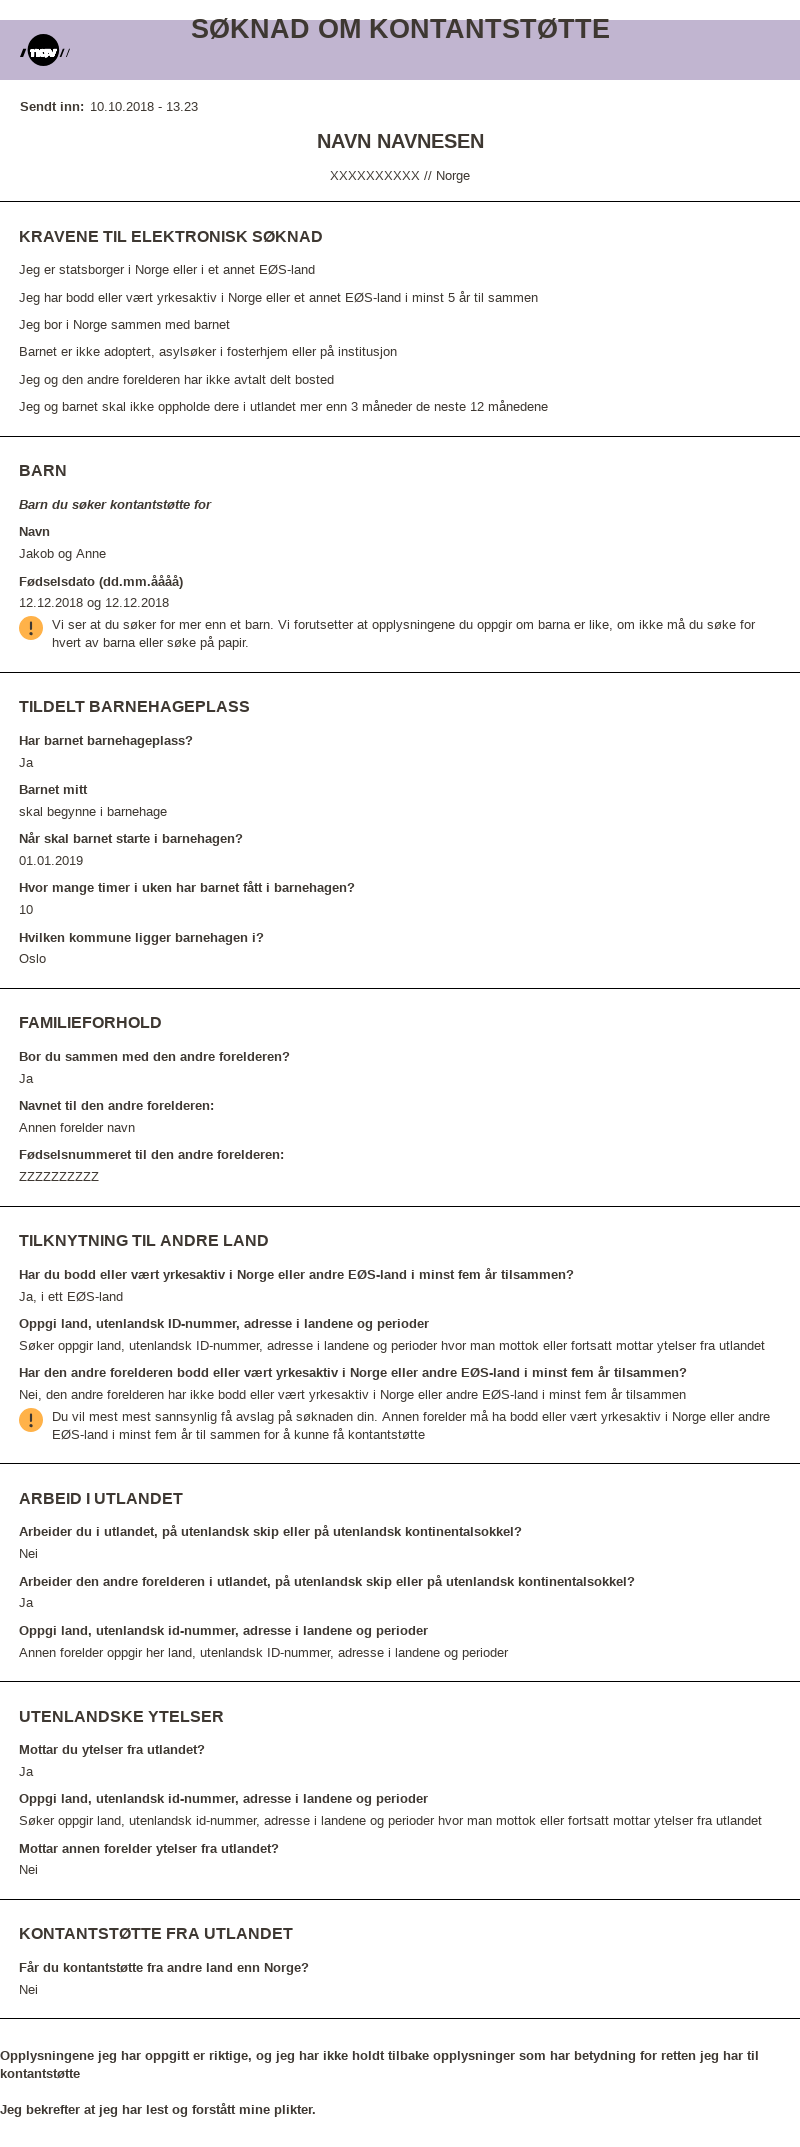 SØKNAD OM KONTANTSTØTTE
nav
Sendt inn: 10.10.2018 - 13.23
NAVN NAVNESEN
XXXXXXXXXX // Norge
KRAVENE TIL ELEKTRONISK SØKNAD
Jeg er statsborger i Norge eller i et annet EØS-land
Jeg har bodd eller vært yrkesaktiv i Norge eller et annet EØS-land i minst 5 år til sammen
Jeg bor i Norge sammen med barnet
Barnet er ikke adoptert, asylsøker i fosterhjem eller på institusjon
Jeg og den andre forelderen har ikke avtalt delt bosted
Jeg og barnet skal ikke oppholde dere i utlandet mer enn 3 måneder de neste 12 månedene
BARN
Barn du søker kontantstøtte for
Navn
Jakob og Anne
Fødselsdato (dd.mm.åååå)
12.12.2018 og 12.12.2018
Vi ser at du søker for mer enn et barn. Vi forutsetter at opplysningene du oppgir om barna er like, om ikke må du søke for
hvert av barna eller søke på papir.
TILDELT BARNEHAGEPLASS
Har barnet barnehageplass?
Ja
Barnet mitt
skal begynne i barnehage
Når skal barnet starte i barnehagen?
01.01.2019
Hvor mange timer i uken har barnet fått i barnehagen?
10
Hvilken kommune ligger barnehagen i?
Oslo
FAMILIEFORHOLD
Bor du sammen med den andre forelderen?
Ja
Navnet til den andre forelderen:
Annen forelder navn
Fødselsnummeret til den andre forelderen:
ZZZZZZZZZZ
TILKNYTNING TIL ANDRE LAND
Har du bodd eller vært yrkesaktiv i Norge eller andre EØS-land i minst fem år tilsammen?
Ja, i ett EØS-land
Oppgi land, utenlandsk ID-nummer, adresse i landene og perioder
Søker oppgir land, utenlandsk ID-nummer, adresse i landene og perioder hvor man mottok eller fortsatt mottar ytelser fra utlandet
Har den andre forelderen bodd eller vært yrkesaktiv i Norge eller andre EØS-land i minst fem år tilsammen?
Nei, den andre forelderen har ikke bodd eller vært yrkesaktiv i Norge eller andre EØS-land i minst fem år tilsammen
Du vil mest mest sannsynlig få avslag på søknaden din. Annen forelder må ha bodd eller vært yrkesaktiv i Norge eller andre
EØS-land i minst fem år til sammen for å kunne få kontantstøtte
ARBEID I UTLANDET
Arbeider du i utlandet, på utenlandsk skip eller på utenlandsk kontinentalsokkel?
Nei
Arbeider den andre forelderen i utlandet, på utenlandsk skip eller på utenlandsk kontinentalsokkel?
Ja
Oppgi land, utenlandsk id-nummer, adresse i landene og perioder
Annen forelder oppgir her land, utenlandsk ID-nummer, adresse i landene og perioder
UTENLANDSKE YTELSER
Mottar du ytelser fra utlandet?
Ja
Oppgi land, utenlandsk id-nummer, adresse i landene og perioder
Søker oppgir land, utenlandsk id-nummer, adresse i landene og perioder hvor man mottok eller fortsatt mottar ytelser fra utlandet
Mottar annen forelder ytelser fra utlandet?
Nei
KONTANTSTØTTE FRA UTLANDET
Får du kontantstøtte fra andre land enn Norge?
Nei
Opplysningene jeg har oppgitt er riktige, og jeg har ikke holdt tilbake opplysninger som har betydning for retten jeg har til
kontantstøtte
Jeg bekrefter at jeg har lest og forstått mine plikter.